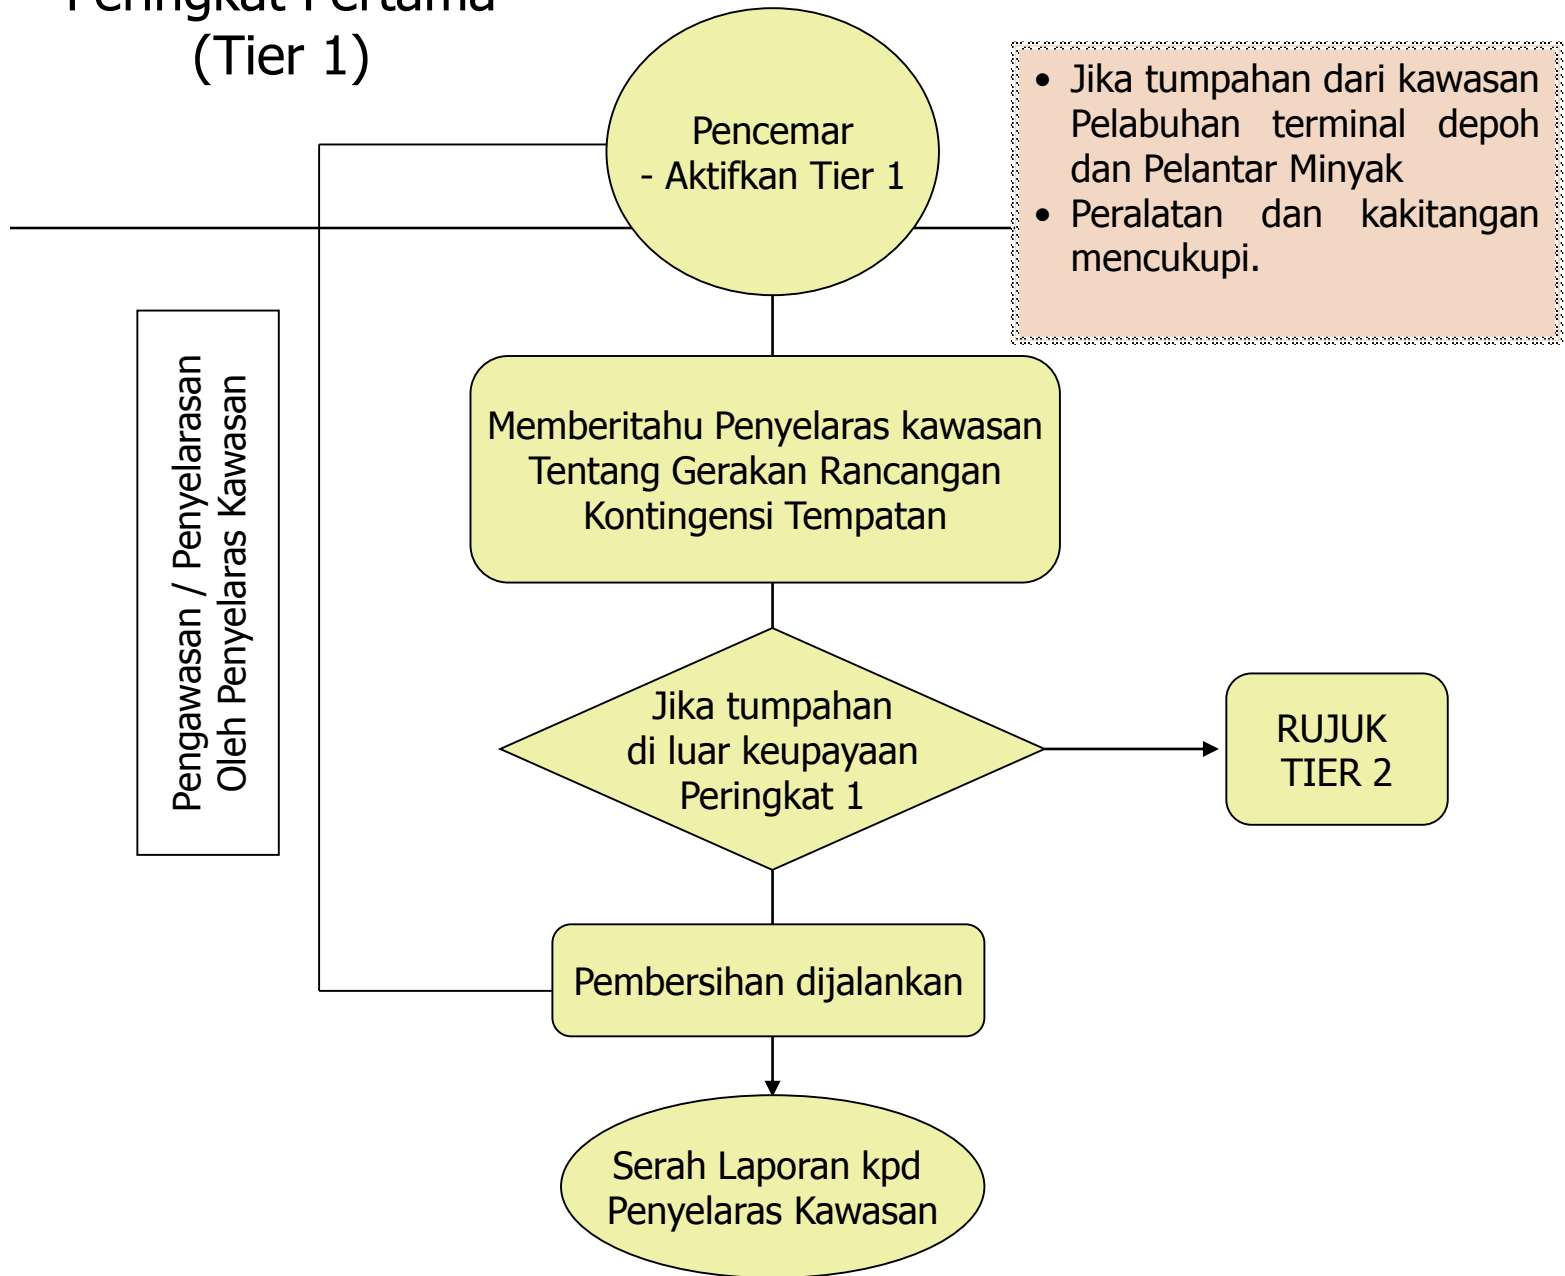 Peringkat Pertama
(Tier 1)
Pencemar
- Aktifkan Tier 1
• Jika tumpahan dari kawasan
Pelabuhan terminal depoh
dan Pelantar Minyak
• Peralatan dan kakitangan
mencukupi.
Pengawasan / Penyelarasan
Oleh Penyelaras Kawasan
Memberitahu Penyelaras kawasan
Tentang Gerakan Rancangan
Kontingensi Tempatan
Jika tumpahan
di luar keupayaan
Peringkat 1
RUJUK
TIER 2
Pembersihan dijalankan
Serah Laporan kpd
Penyelaras Kawasan